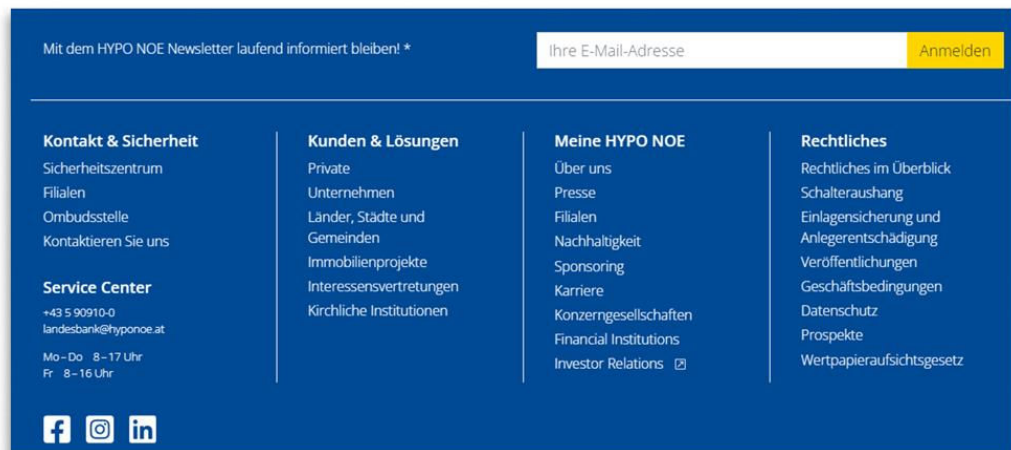 Mit dem HYPO NOE Newsletter laufend informiert bleiben! *
Ihre E-Mail-Adresse
Anmelden
Kontakt & Sicherheit
Sicherheitszentrum
Filialen
Ombudsstelle
Kontaktieren Sie uns
Service Center
+43 5 90910-0
landesbank@hyponoe.at
Mo – Do 8 – 17 Uhr
Fr 8 – 16 Uhr
Kunden & Lösungen
Private
Unternehmen
Länder, Städte und
Gemeinden
Immobilienprojekte
Interessensvertretungen
Kirchliche Institutionen
Meine HYPO NOE
Über uns
Presse
Filialen
Nachhaltigkeit
Sponsoring
Karriere
Konzerngesellschaften
Financial Institutions
Investor Relations
Rechtliches
Rechtliches im Überblick
Schalteraushang
Einlagensicherung und
Anlegerentschädigung
Veröffentlichungen
Geschäftsbedingungen
Datenschutz
Prospekte
Wertpapieraufsichtsgesetz